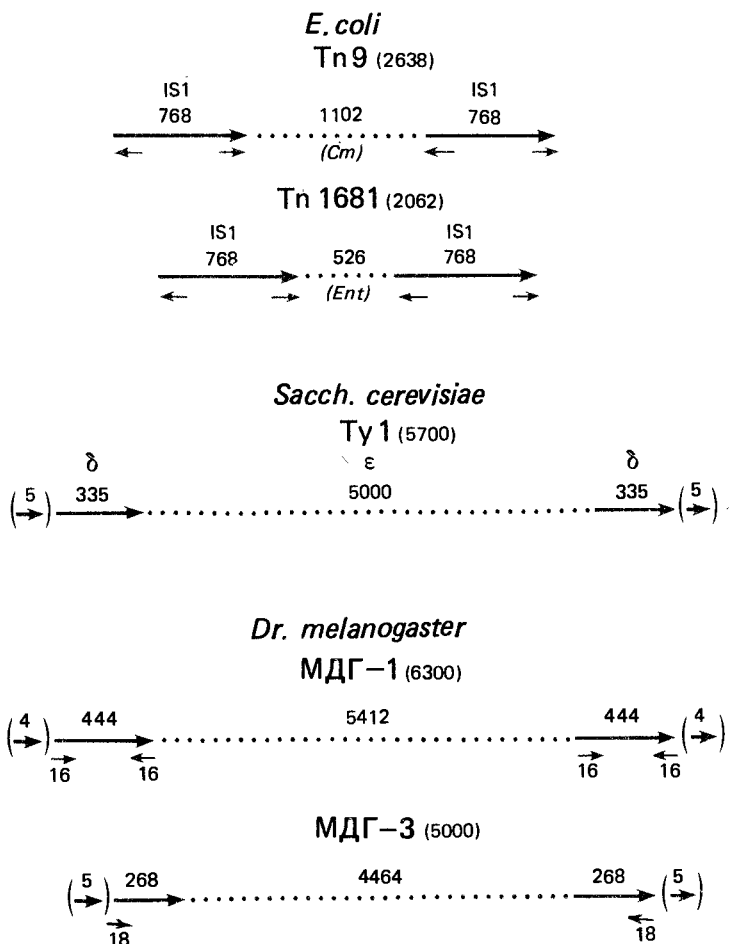 E. coli
Tn 9 (2638)
IS1 IS1
768 1102 768
(Cm)
Tn 1681 (2062)
IS1 IS1
768 526 768
(Ent)
Sacch. cerevisiae
Ty 1 (5700)
δ ε δ
(5) 335 5000 335 (5)
Dr. melanogaster
МДГ-1 (6300)
(4) 444 5412 444 (4)
16 16 16 16
МДГ-3 (5000)
(5) 268 4464 268 (5)
18 18